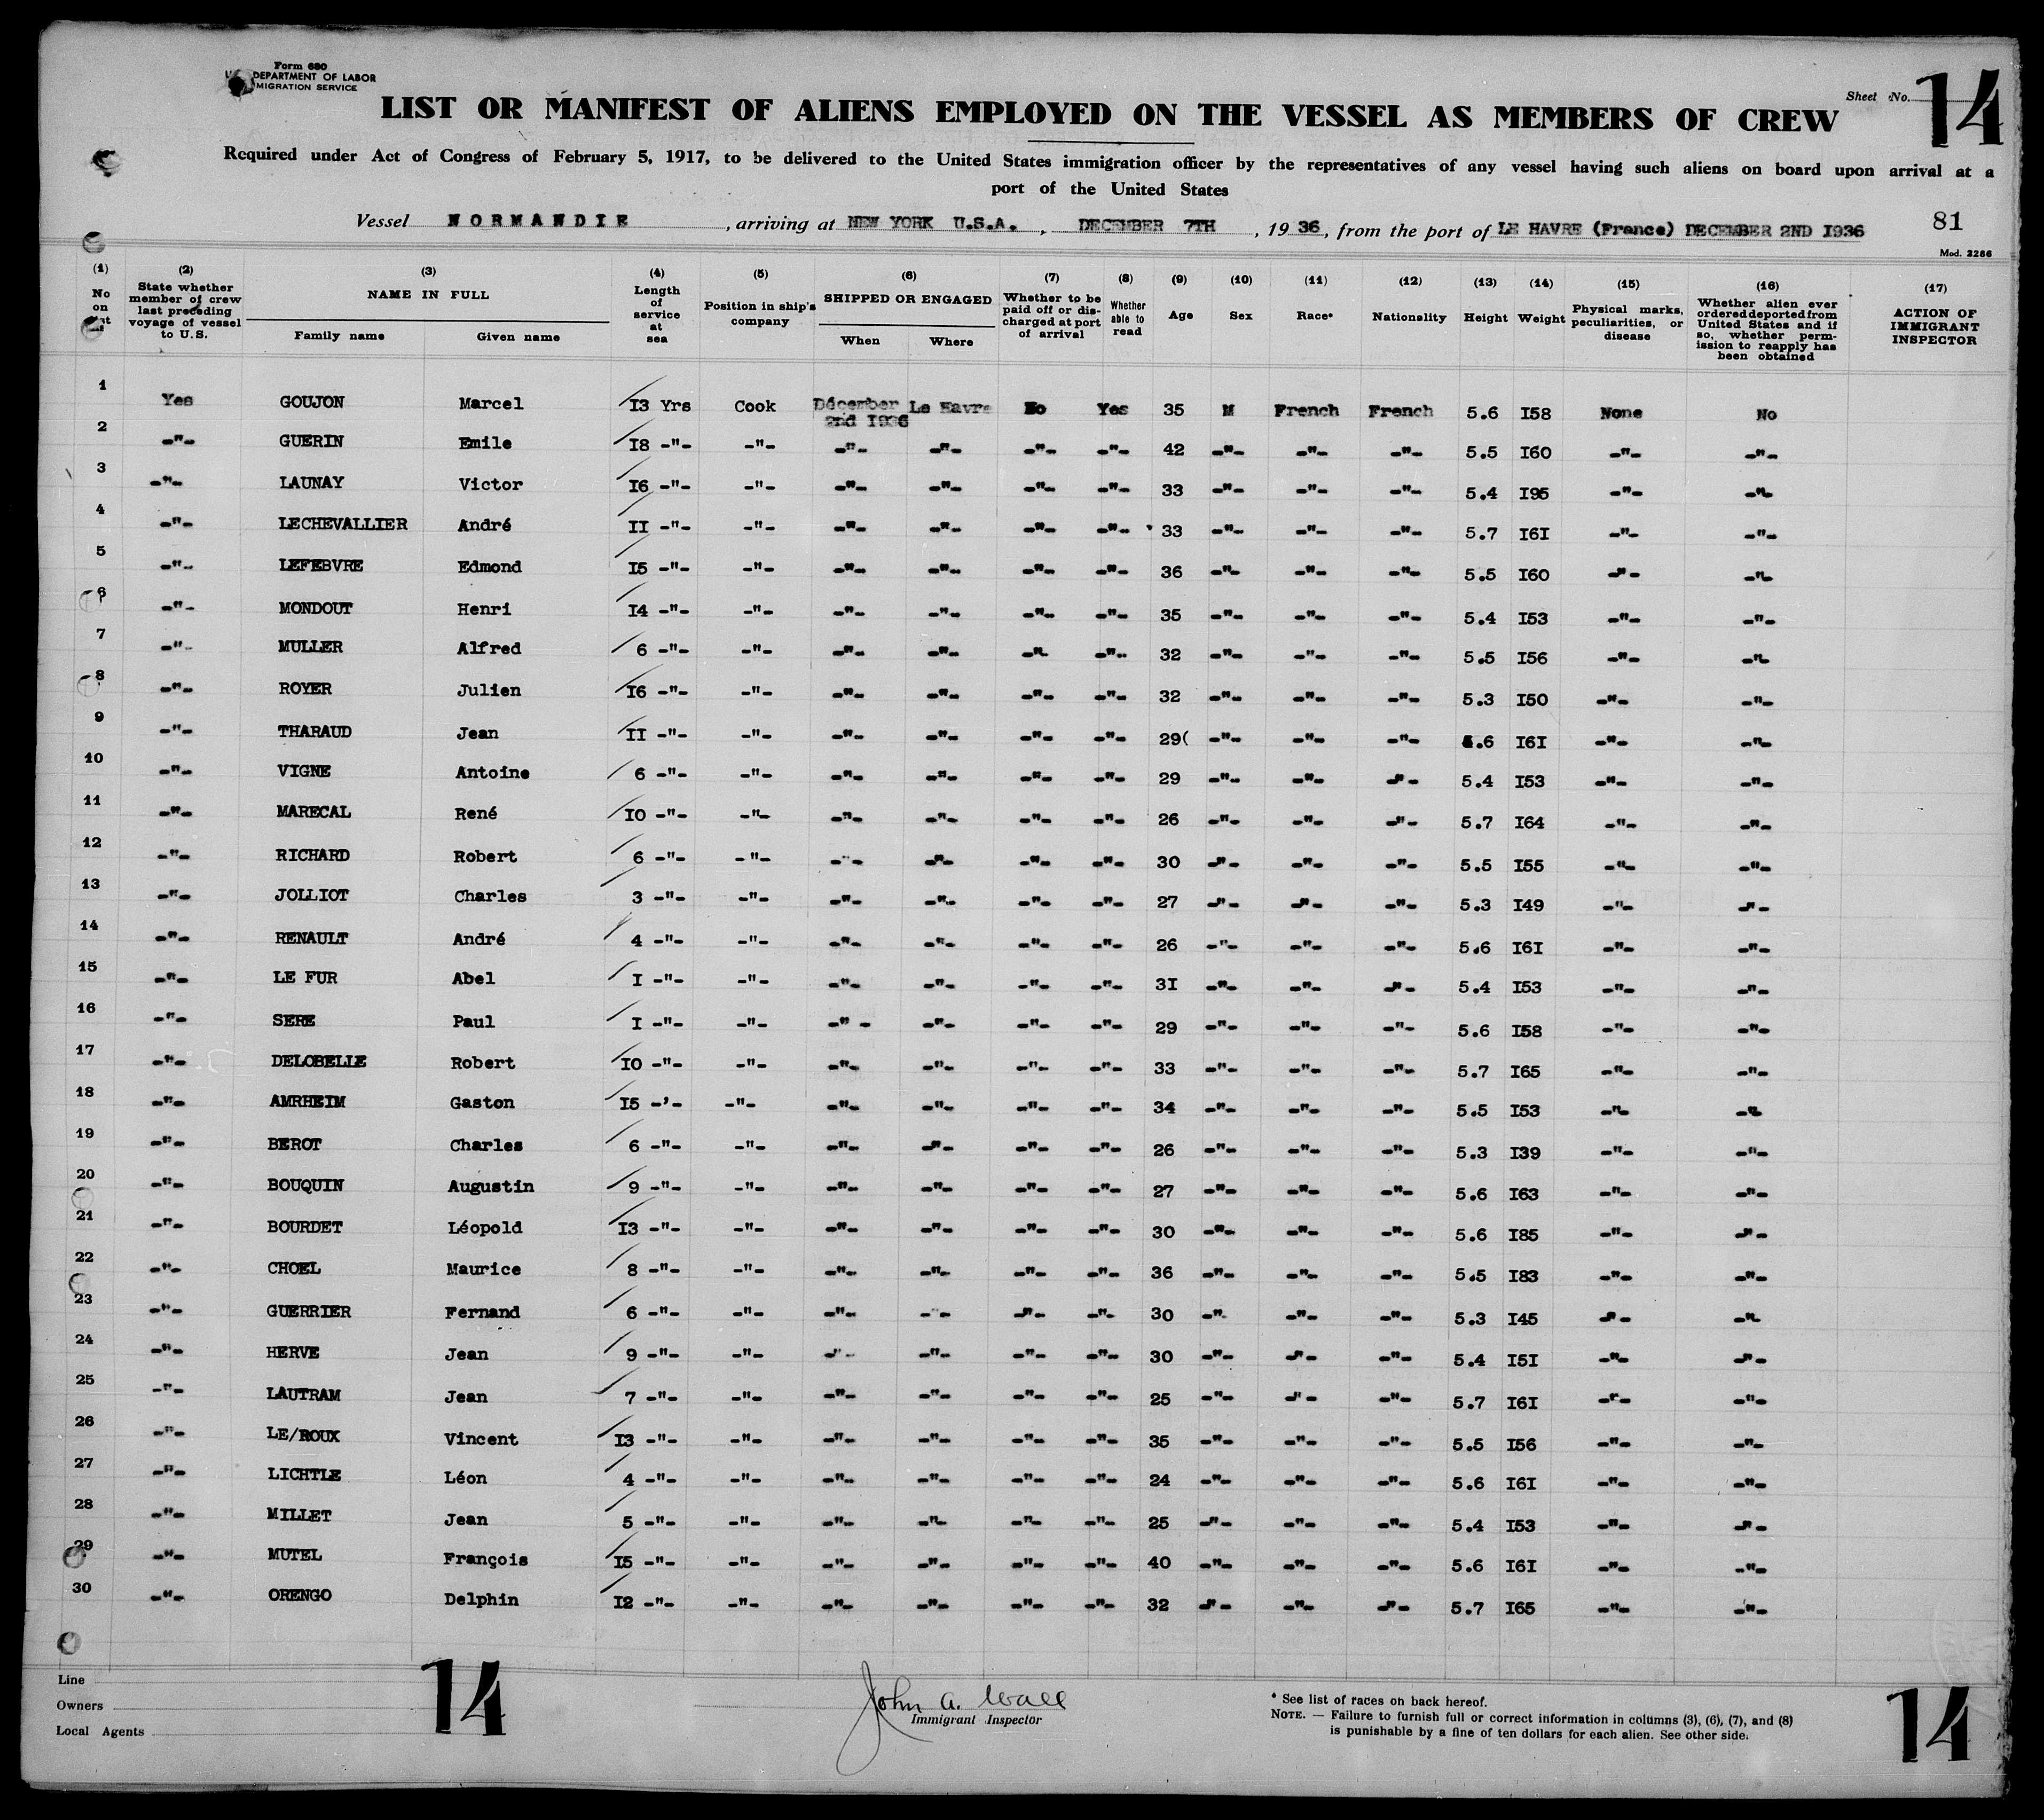 Form 680
DEPARTMENT OF LABOR
MIGRATION SERVICE
LIST OR MANIFEST OF ALIENS EMPLOYED ON THE VESSEL AS MEMBERS OF CREW
Sheet No. 14
Required under Act of Congress of February 5, 1917, to be delivered to the United States immigration officer by the representatives of any vessel having such aliens on board upon arrival at a
port of the United States
Vessel NORMANDIE, arriving at NEW YORK U.S.A., DECEMBER 7TH, 1936, from the port of LE HAVRE (France) DECEMBER 2ND I936
81
Mod. 2286
(1) No on (2) State whether member of crew last preceding voyage of vessel to U.S. (3) NAME IN FULL Family name Given name (4) Length of service at sea (5) Position in ship's company (6) SHIPPED OR ENGAGED When Where (7) Whether to be paid off or discharged at port of arrival (8) Whether able to read (9) Age (10) Sex (11) Race* (12) Nationality (13) Height (14) Weight (15) Physical marks, peculiarities, or disease (16) Whether alien ever ordered deported from United States and if so, whether permission to reapply has been obtained (17) ACTION OF IMMIGRANT INSPECTOR
1 Yes GOUJON Marcel I3 Yrs Cook Décember 2nd I936 Le Havre No Yes 35 M French French 5.6 I58 None No
2 -"- GUERIN Emile I8 -"- -"- -"- -"- -"- -"- 42 -"- -"- -"- 5.5 I60 -"- -"-
3 -"- LAUNAY Victor I6 -"- -"- -"- -"- -"- -"- 33 -"- -"- -"- 5.4 I95 -"- -"-
4 -"- LECHEVALLIER André II -"- -"- -"- -"- -"- -"- 33 -"- -"- -"- 5.7 I6I -"- -"-
5 -"- LEFEBVRE Edmond I5 -"- -"- -"- -"- -"- -"- 36 -"- -"- -"- 5.5 I60 -"- -"-
6 -"- MONDOUT Henri I4 -"- -"- -"- -"- -"- -"- 35 -"- -"- -"- 5.4 I53 -"- -"-
7 -"- MULLER Alfred 6 -"- -"- -"- -"- -"- -"- 32 -"- -"- -"- 5.5 I56 -"- -"-
8 -"- ROYER Julien I6 -"- -"- -"- -"- -"- -"- 32 -"- -"- -"- 5.3 I50 -"- -"-
9 -"- THARAUD Jean II -"- -"- -"- -"- -"- -"- 29( -"- -"- -"- 5.6 I6I -"- -"-
10 -"- VIGNE Antoine 6 -"- -"- -"- -"- -"- -"- 29 -"- -"- -"- 5.4 I53 -"- -"-
11 -"- MARECAL René I0 -"- -"- -"- -"- -"- -"- 26 -"- -"- -"- 5.7 I64 -"- -"-
12 -"- RICHARD Robert 6 -"- -"- -"- -"- -"- -"- 30 -"- -"- -"- 5.5 I55 -"- -"-
13 -"- JOLLIOT Charles 3 -"- -"- -"- -"- -"- -"- 27 -"- -"- -"- 5.3 I49 -"- -"-
14 -"- RENAULT André 4 -"- -"- -"- -"- -"- -"- 26 -"- -"- -"- 5.6 I6I -"- -"-
15 -"- LE FUR Abel I -"- -"- -"- -"- -"- -"- 3I -"- -"- -"- 5.4 I53 -"- -"-
16 -"- SERE Paul I -"- -"- -"- -"- -"- -"- 29 -"- -"- -"- 5.6 I58 -"- -"-
17 -"- DELOBELLE Robert I0 -"- -"- -"- -"- -"- -"- 33 -"- -"- -"- 5.7 I65 -"- -"-
18 -"- AMRHEIM Gaston I5 -'- -"- -"- -"- -"- -"- 34 -"- -"- -"- 5.5 I53 -"- -"-
19 -"- BEROT Charles 6 -"- -"- -"- -"- -"- -"- 26 -"- -"- -"- 5.3 I39 -"- -"-
20 -"- BOUQUIN Augustin 9 -"- -"- -"- -"- -"- -"- 27 -"- -"- -"- 5.6 I63 -"- -"-
21 -"- BOURDET Léopold I3 -"- -"- -"- -"- -"- -"- 30 -"- -"- -"- 5.6 I85 -"- -"-
22 -"- CHOEL Maurice 8 -"- -"- -"- -"- -"- -"- 36 -"- -"- -"- 5.5 I83 -"- -"-
23 -"- GUERRIER Fernand 6 -"- -"- -"- -"- -"- -"- 30 -"- -"- -"- 5.3 I45 -"- -"-
24 -"- HERVE Jean 9 -"- -"- -"- -"- -"- -"- 30 -"- -"- -"- 5.4 I5I -"- -"-
25 -"- LAUTRAM Jean 7 -"- -"- -"- -"- -"- -"- 25 -"- -"- -"- 5.7 I6I -"- -"-
26 -"- LE/ROUX Vincent I3 -"- -"- -"- -"- -"- -"- 35 -"- -"- -"- 5.5 I56 -"- -"-
27 -"- LICHTLE Léon 4 -"- -"- -"- -"- -"- -"- 24 -"- -"- -"- 5.6 I6I -"- -"-
28 -"- MILLET Jean 5 -"- -"- -"- -"- -"- -"- 25 -"- -"- -"- 5.4 I53 -"- -"-
29 -"- MUTEL François I5 -"- -"- -"- -"- -"- -"- 40 -"- -"- -"- 5.6 I6I -"- -"-
30 -"- ORENGO Delphin I2 -"- -"- -"- -"- -"- -"- 32 -"- -"- -"- 5.7 I65 -"- -"-
Line
Owners
Local Agents
14
John A. Wall
Immigrant Inspector
* See list of races on back hereof.
NOTE. — Failure to furnish full or correct information in columns (3), (6), (7), and (8)
is punishable by a fine of ten dollars for each alien. See other side.
14